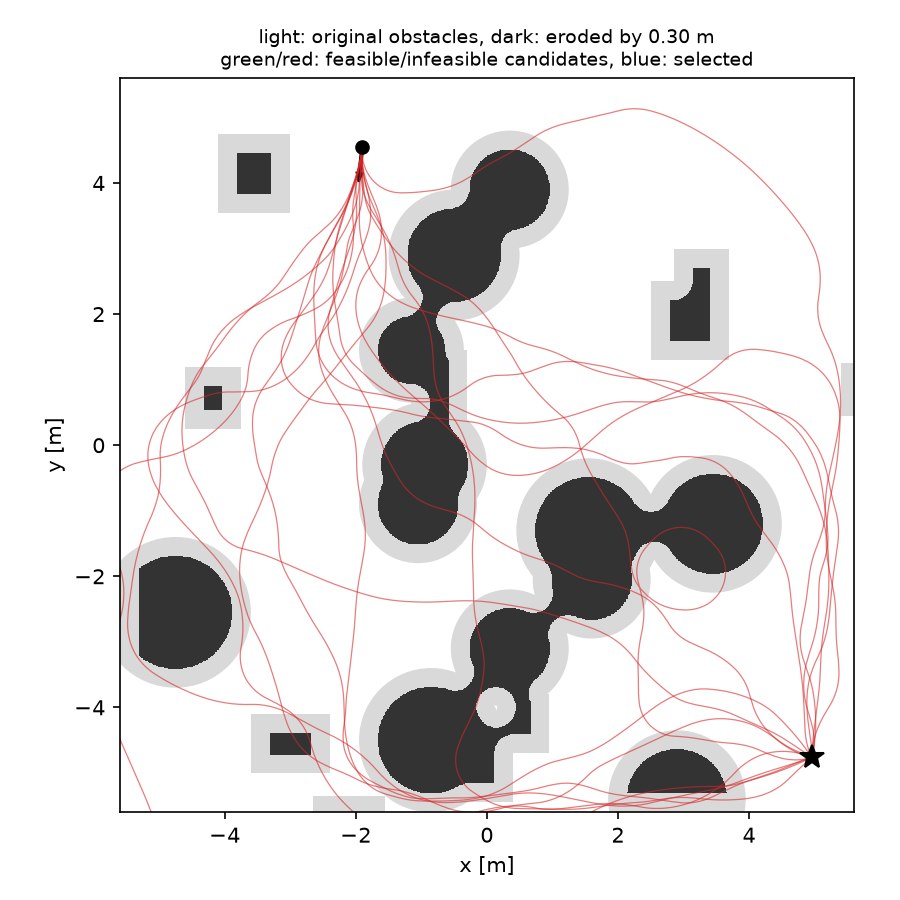 light: original obstacles, dark: eroded by 0.30 m
green/red: feasible/infeasible candidates, blue: selected
4
2
0
−2
−4
y [m]
−4
−2
0
2
4
x [m]